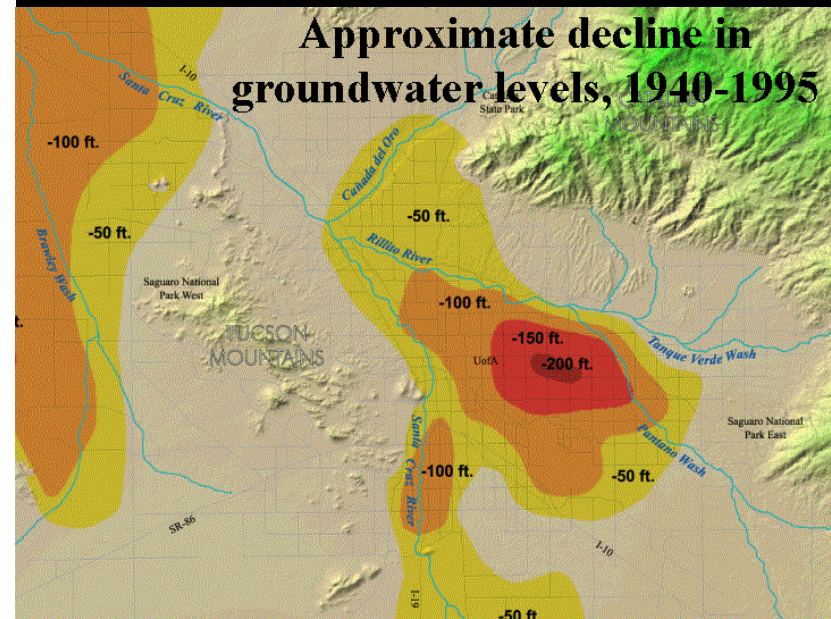 Approximate decline in
groundwater levels, 1940-1995
I-10
Santa Cruz River
State Park
MOUNTAINS
-100 ft.
Cañada del Oro
-50 ft.
-50 ft.
Brawley Wash
Rillito River
Saguaro National
Park West
-100 ft.
t.
TUCSON
MOUNTAINS
-150 ft.
UofA
-200 ft.
Tanque Verde Wash
Santa Cruz River
Saguaro National
Park East
Pantano Wash
-100 ft.
-50 ft.
SR-86
I-10
I-19
-50 ft.